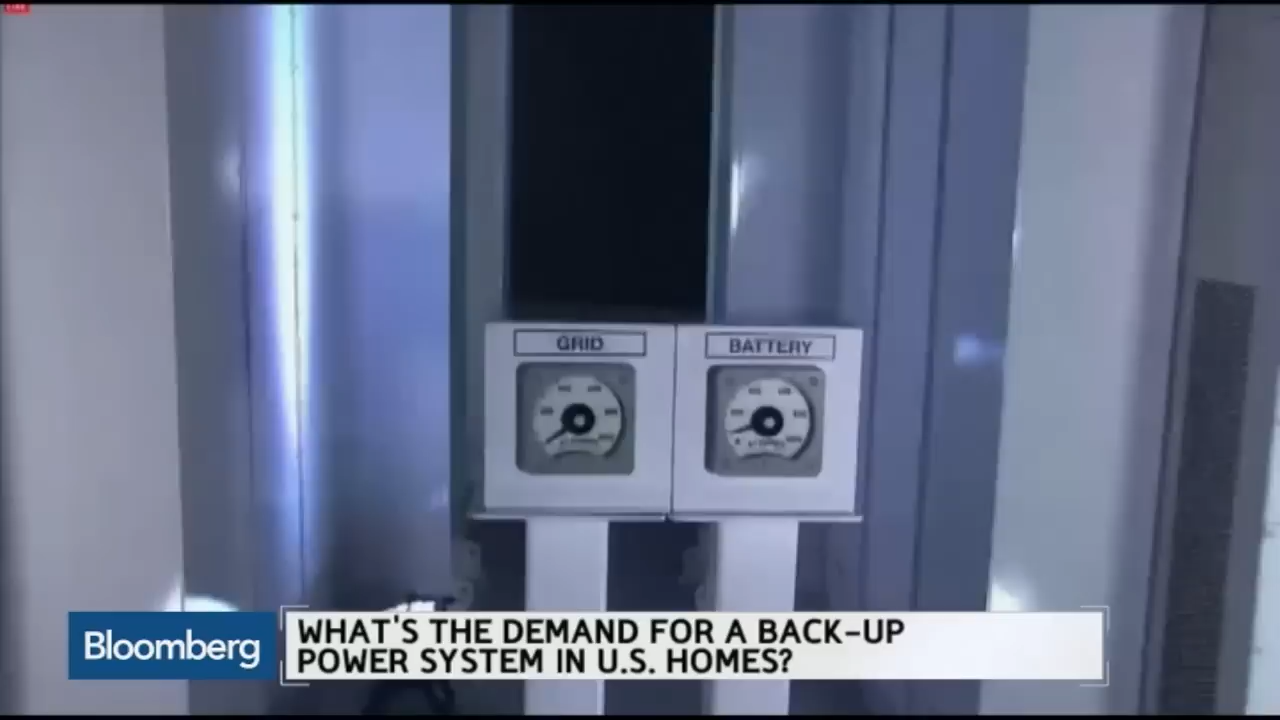 GRID
BATTERY
Bloomberg
WHAT'S THE DEMAND FOR A BACK-UP
POWER SYSTEM IN U.S. HOMES?